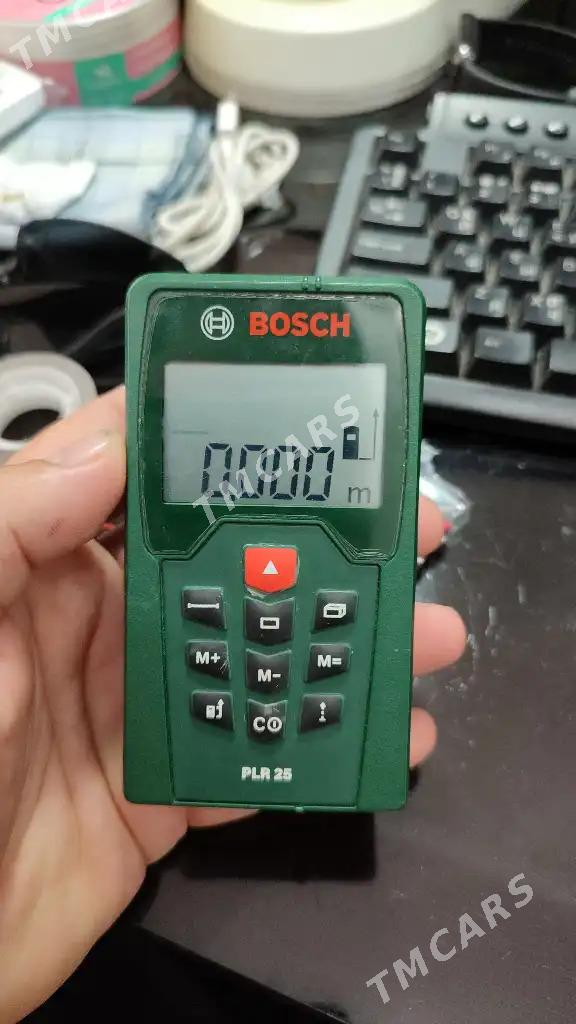 TMCARS
BOSCH
TMCARS
0.000 m
M+
M-
M=
C
PLR 25
TMCARS